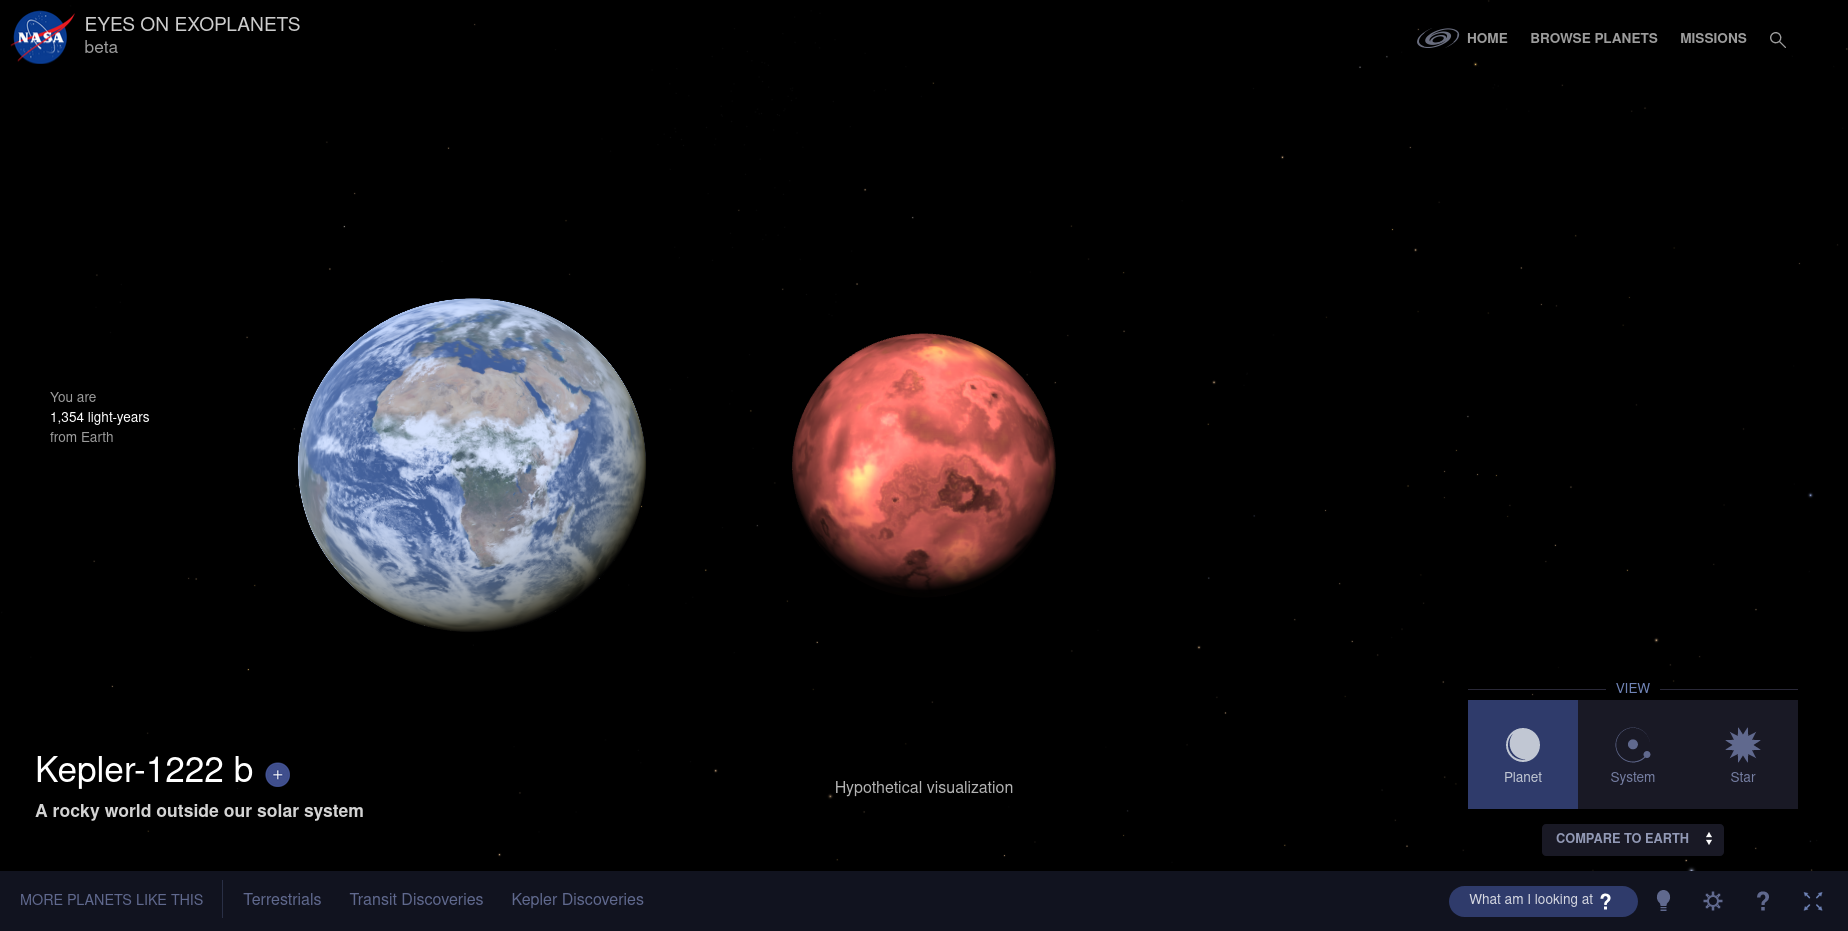 NASA
EYES ON EXOPLANETS
beta
HOME
BROWSE PLANETS
MISSIONS
You are
1,354 light-years
from Earth
Kepler-1222 b +
A rocky world outside our solar system
Hypothetical visualization
VIEW
Planet
System
Star
COMPARE TO EARTH
MORE PLANETS LIKE THIS
Terrestrials
Transit Discoveries
Kepler Discoveries
What am I looking at ?
?